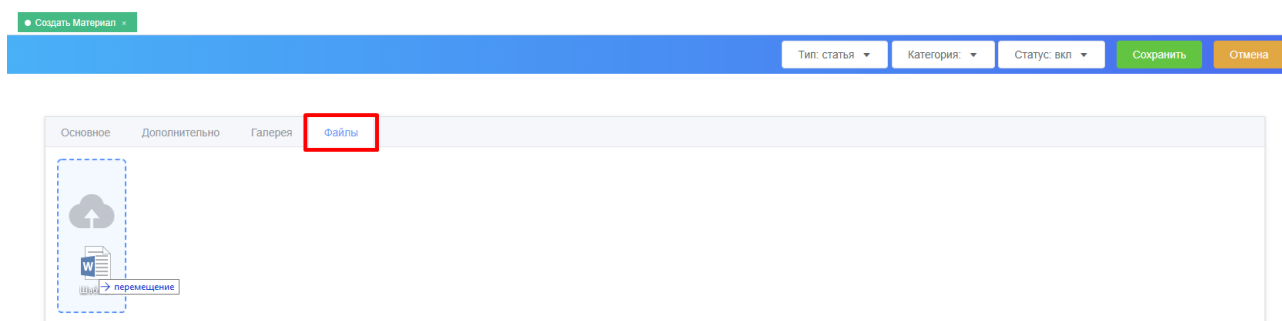 Создать Материал ×
Тип: статья Категория: Статус: вкл Сохранить Отмена
Основное Дополнительно Галерея Файлы
W
→ перемещение